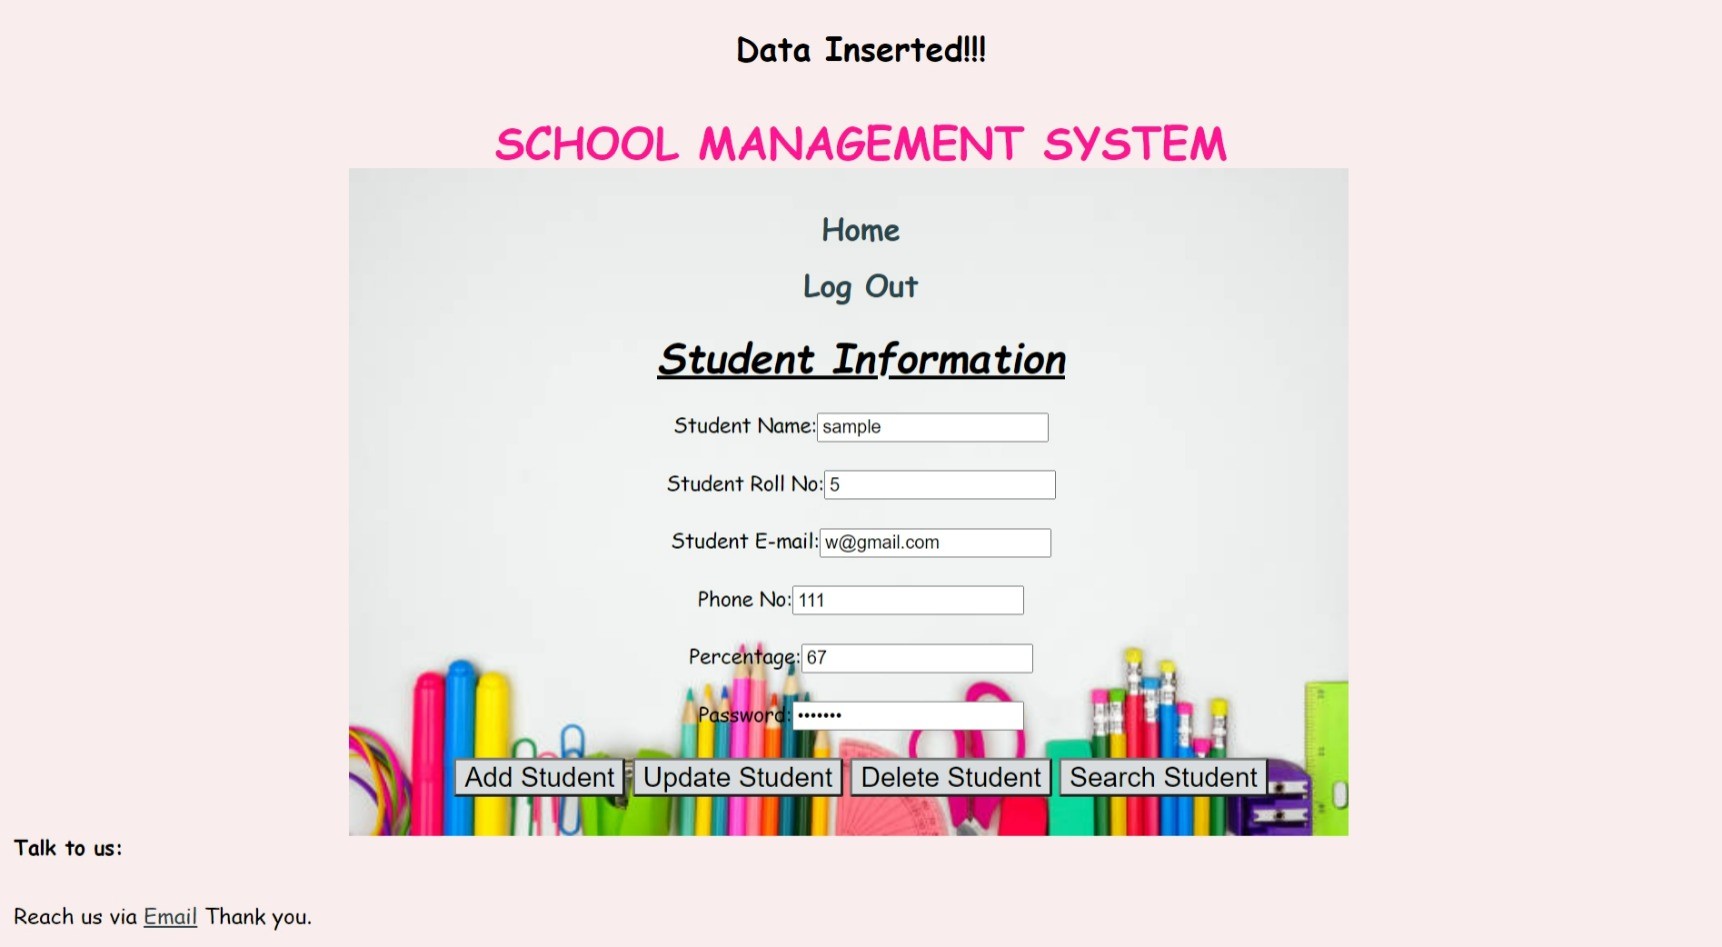 Data Inserted!!!
SCHOOL MANAGEMENT SYSTEM
Home
Log Out
Student Information
Student Name: sample
Student Roll No: 5
Student E-mail: w@gmail.com
Phone No: 111
Percentage: 67
Password: •••••••
Add Student Update Student Delete Student Search Student
Talk to us:
Reach us via Email Thank you.